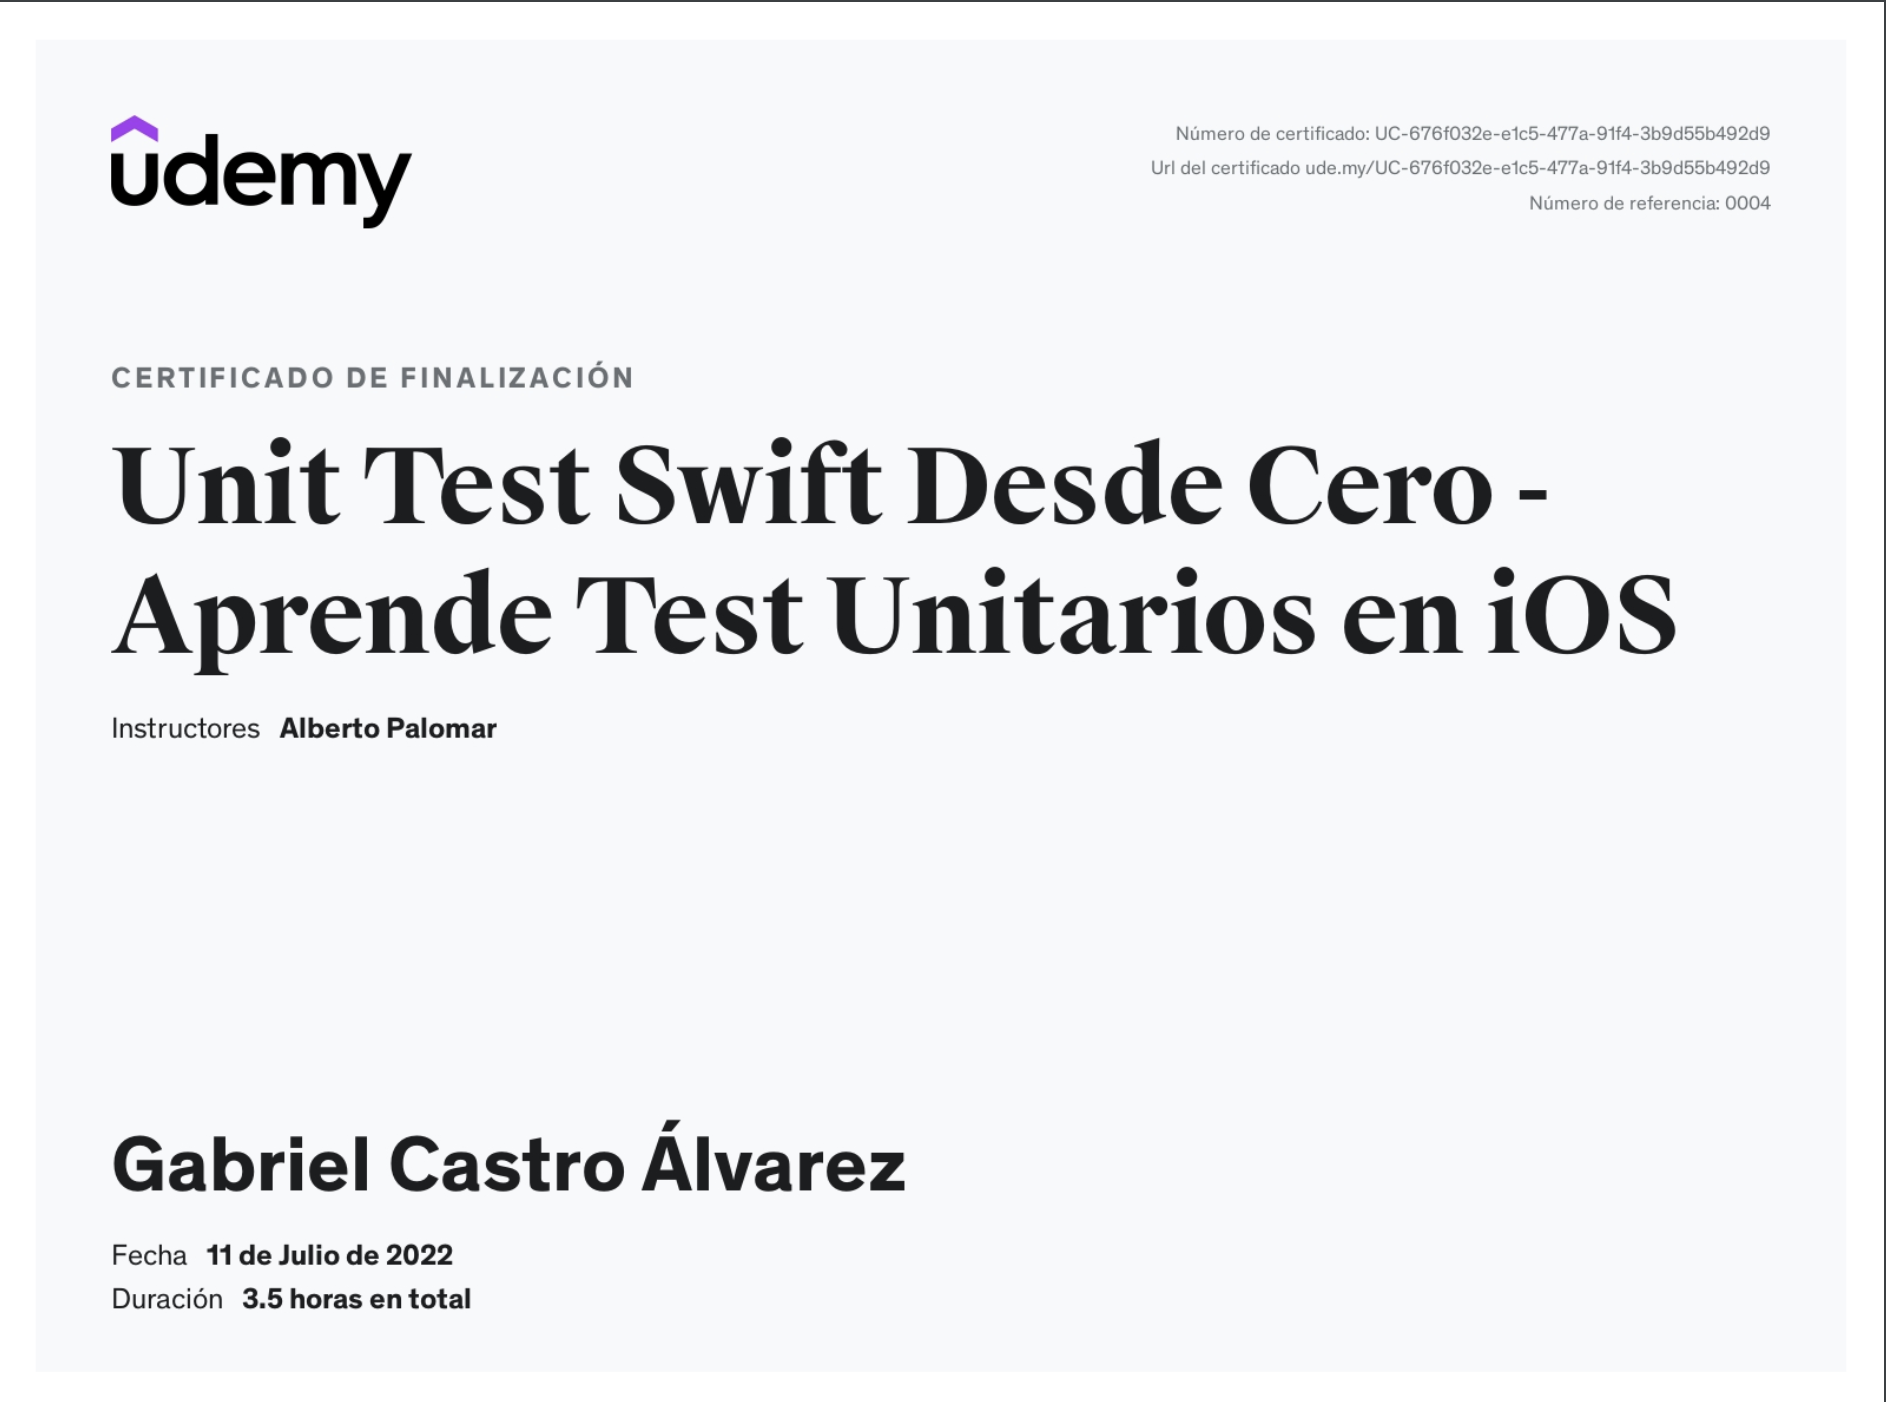 udemy
Número de certificado: UC-676f032e-e1c5-477a-91f4-3b9d55b492d9
Url del certificado ude.my/UC-676f032e-e1c5-477a-91f4-3b9d55b492d9
Número de referencia: 0004
CERTIFICADO DE FINALIZACIÓN
Unit Test Swift Desde Cero -
Aprende Test Unitarios en iOS
Instructores Alberto Palomar
Gabriel Castro Álvarez
Fecha 11 de Julio de 2022
Duración 3.5 horas en total